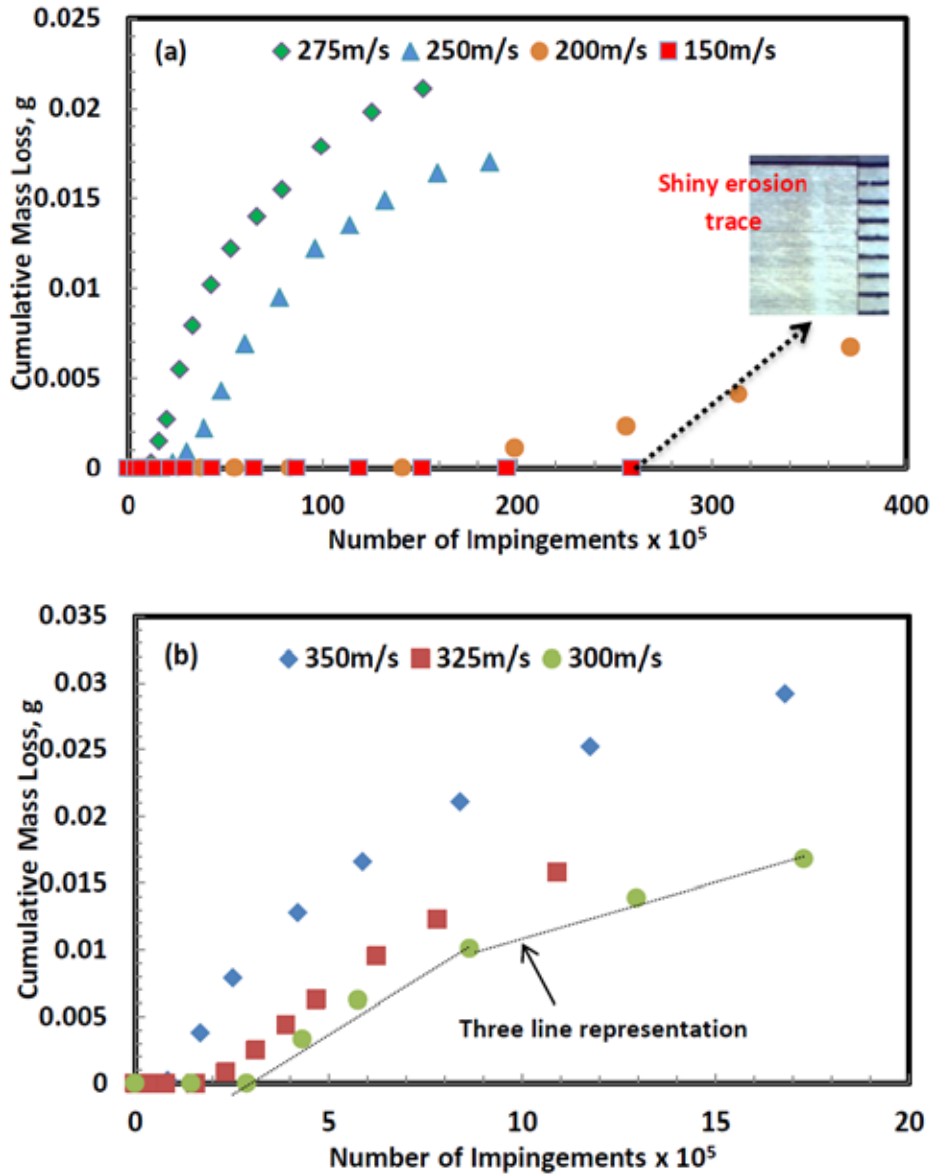 0.025
(a)
275m/s 250m/s 200m/s 150m/s
0.02
0.015
0.01
0.005
0
Cumulative Mass Loss, g
Shiny erosion
trace
0 100 200 300 400
Number of Impingements x 10⁵
0.035
(b)
350m/s 325m/s 300m/s
0.03
0.025
0.02
0.015
0.01
0.005
0
Cumulative Mass Loss, g
Three line representation
0 5 10 15 20
Number of Impingements x 10⁵